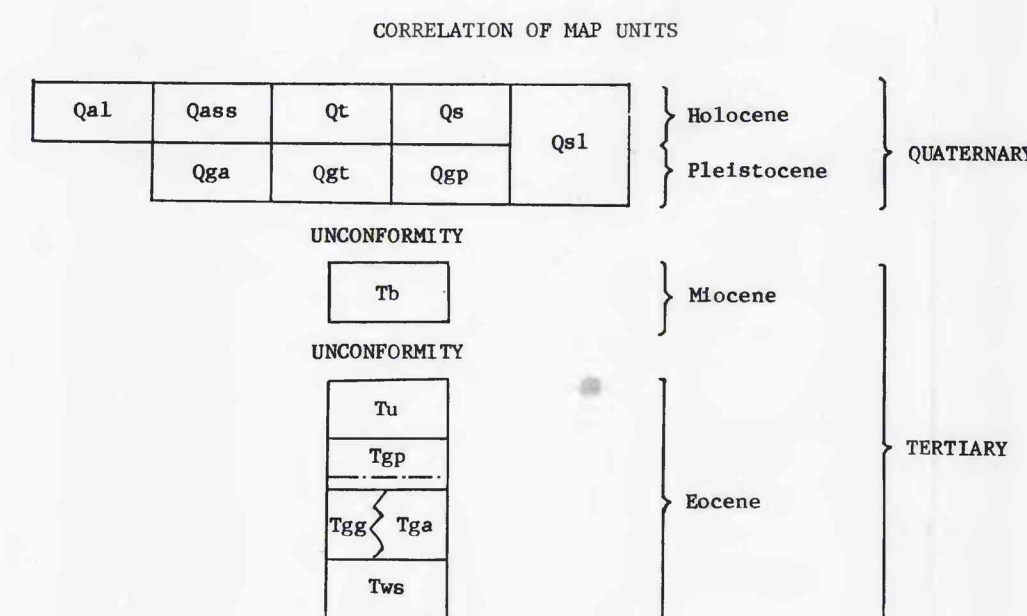 CORRELATION OF MAP UNITS
Qal Qass Qt Qs Qsl Holocene
Qga Qgt Qgp Pleistocene QUATERNARY
UNCONFORMITY
Tb Miocene
UNCONFORMITY
Tu
Tgp TERTIARY
Tgg Tga Eocene
Tws